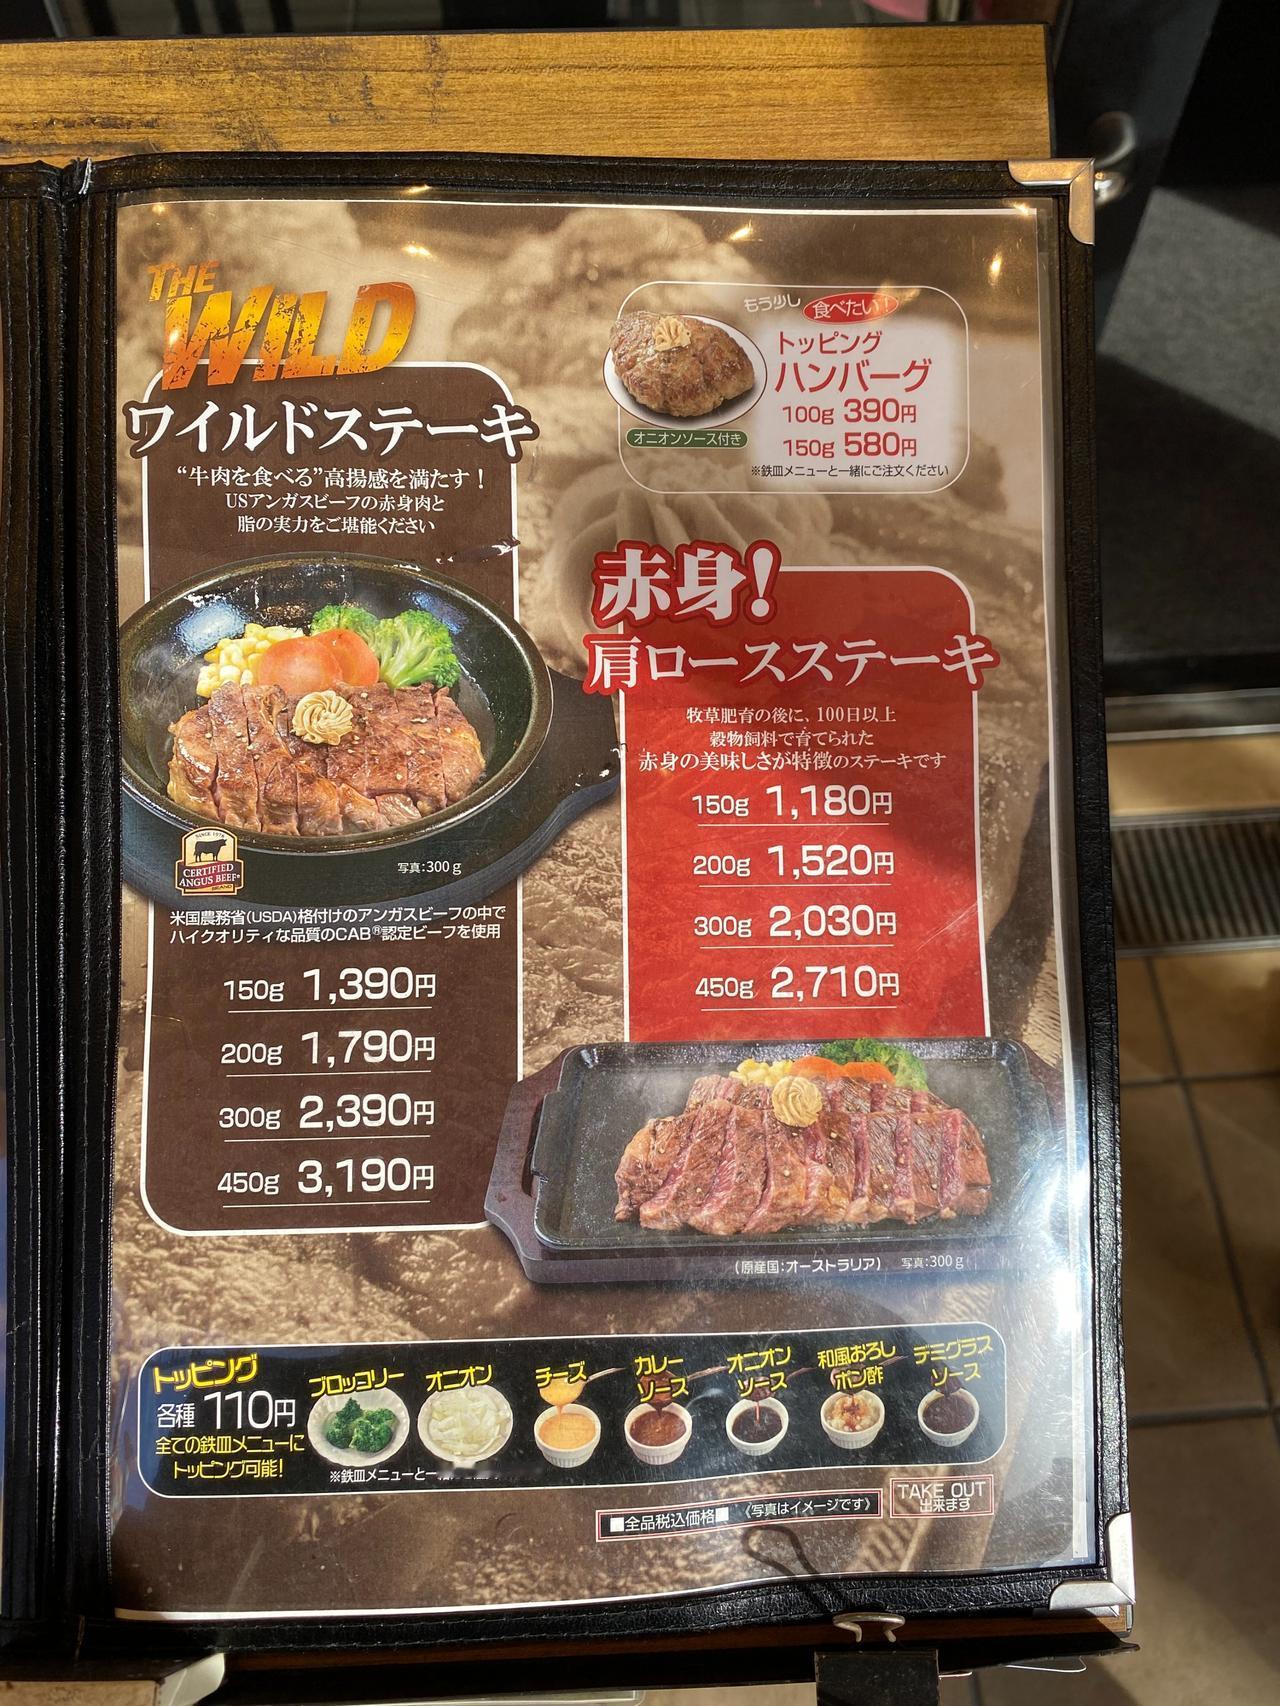 THE
WILD
ワイルドステーキ
“牛肉を食べる”高揚感を満たす！
USアンガスビーフの赤身肉と
脂の実力をご堪能ください
SINCE 1978
CERTIFIED
ANGUS BEEF®
BRAND
写真:300g
米国農務省(USDA)格付けのアンガスビーフの中で
ハイクオリティな品質のCAB®認定ビーフを使用
150g 1,390円
200g 1,790円
300g 2,390円
450g 3,190円
もう少し 食べたい！
トッピング
ハンバーグ
100g 390円
150g 580円
オニオンソース付き
※鉄皿メニューと一緒にご注文ください
赤身！
肩ロースステーキ
牧草肥育の後に、100日以上
穀物飼料で育てられた
赤身の美味しさが特徴のステーキです
150g 1,180円
200g 1,520円
300g 2,030円
450g 2,710円
(原産国:オーストラリア) 写真:300g
トッピング
各種 110円
全ての鉄皿メニューに
トッピング可能！
ブロッコリー
オニオン
チーズ
カレー
ソース
オニオン
ソース
和風おろし
ポン酢
デミグラス
ソース
※鉄皿メニューと一
■全品税込価格■ 《写真はイメージです》
TAKE OUT
出来ます